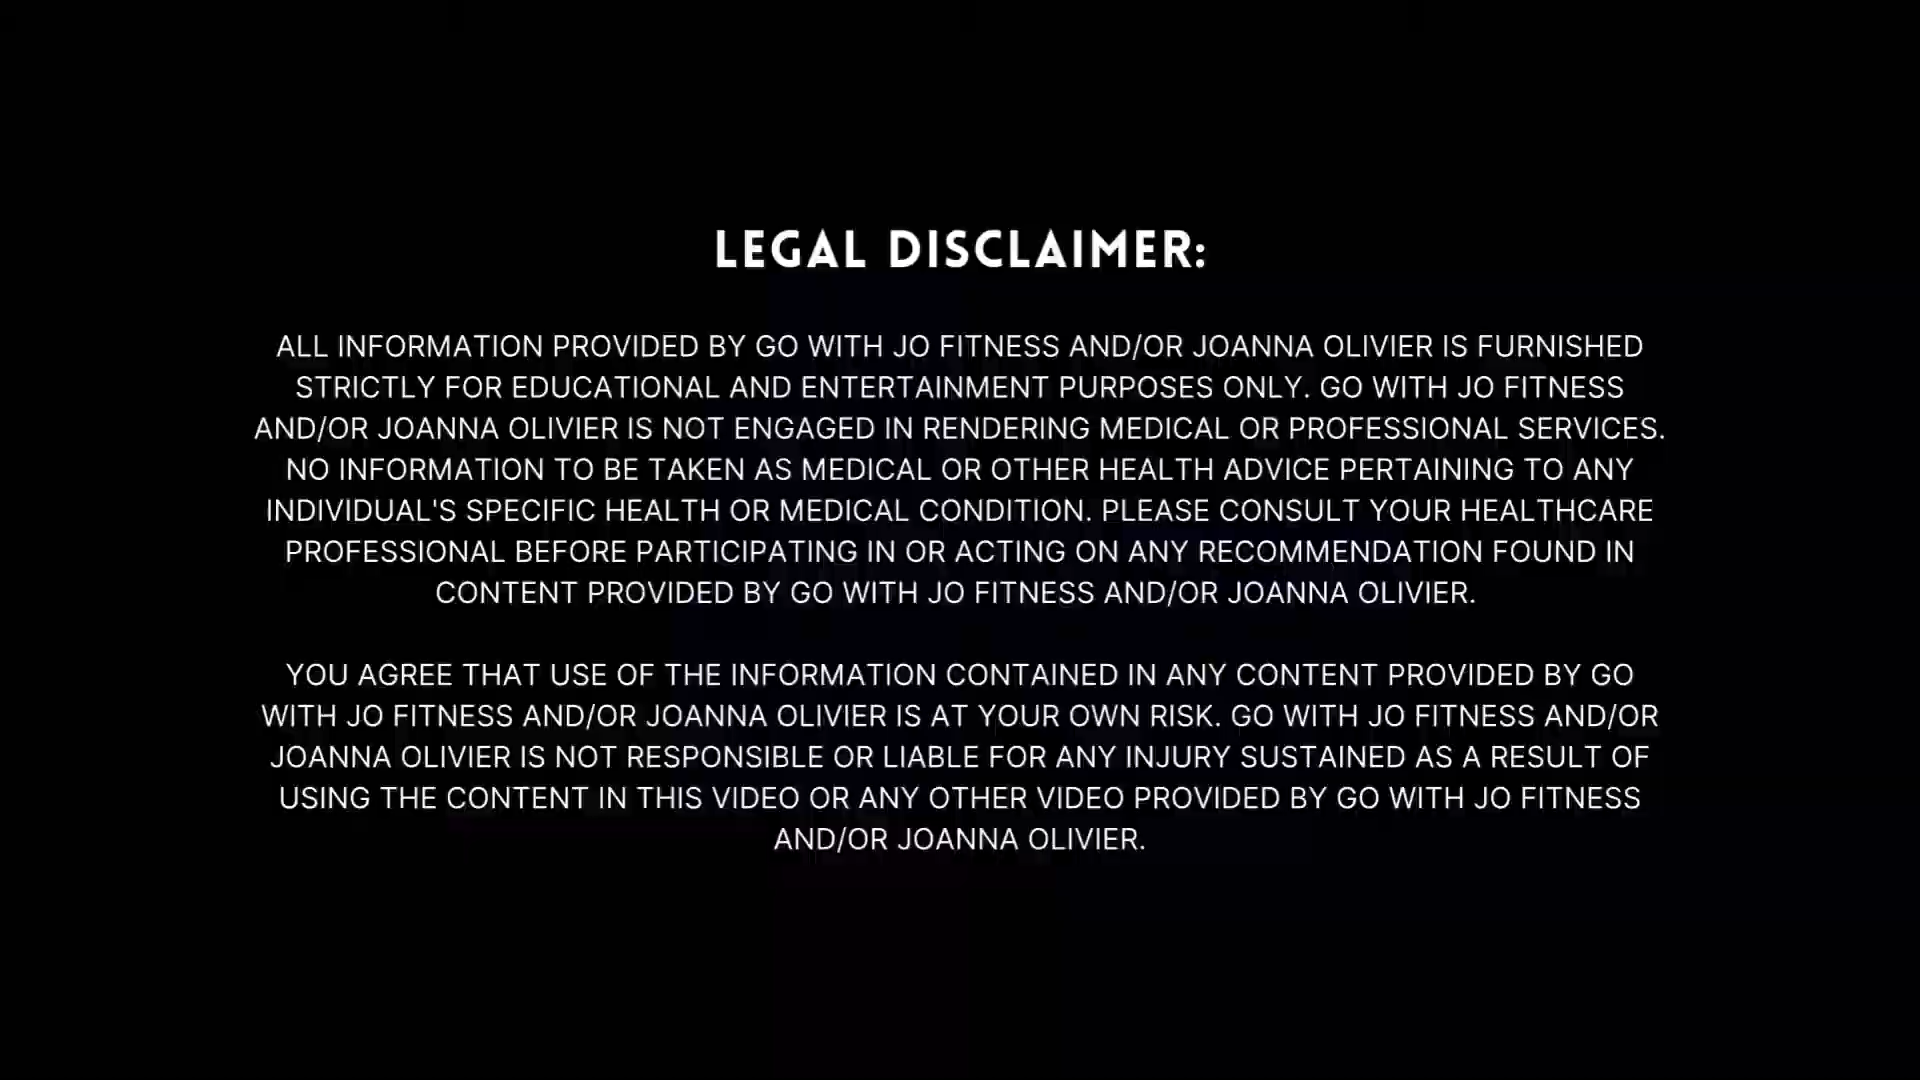 LEGAL DISCLAIMER:
ALL INFORMATION PROVIDED BY GO WITH JO FITNESS AND/OR JOANNA OLIVIER IS FURNISHED
STRICTLY FOR EDUCATIONAL AND ENTERTAINMENT PURPOSES ONLY. GO WITH JO FITNESS
AND/OR JOANNA OLIVIER IS NOT ENGAGED IN RENDERING MEDICAL OR PROFESSIONAL SERVICES.
NO INFORMATION TO BE TAKEN AS MEDICAL OR OTHER HEALTH ADVICE PERTAINING TO ANY
INDIVIDUAL'S SPECIFIC HEALTH OR MEDICAL CONDITION. PLEASE CONSULT YOUR HEALTHCARE
PROFESSIONAL BEFORE PARTICIPATING IN OR ACTING ON ANY RECOMMENDATION FOUND IN
CONTENT PROVIDED BY GO WITH JO FITNESS AND/OR JOANNA OLIVIER.
YOU AGREE THAT USE OF THE INFORMATION CONTAINED IN ANY CONTENT PROVIDED BY GO
WITH JO FITNESS AND/OR JOANNA OLIVIER IS AT YOUR OWN RISK. GO WITH JO FITNESS AND/OR
JOANNA OLIVIER IS NOT RESPONSIBLE OR LIABLE FOR ANY INJURY SUSTAINED AS A RESULT OF
USING THE CONTENT IN THIS VIDEO OR ANY OTHER VIDEO PROVIDED BY GO WITH JO FITNESS
AND/OR JOANNA OLIVIER.